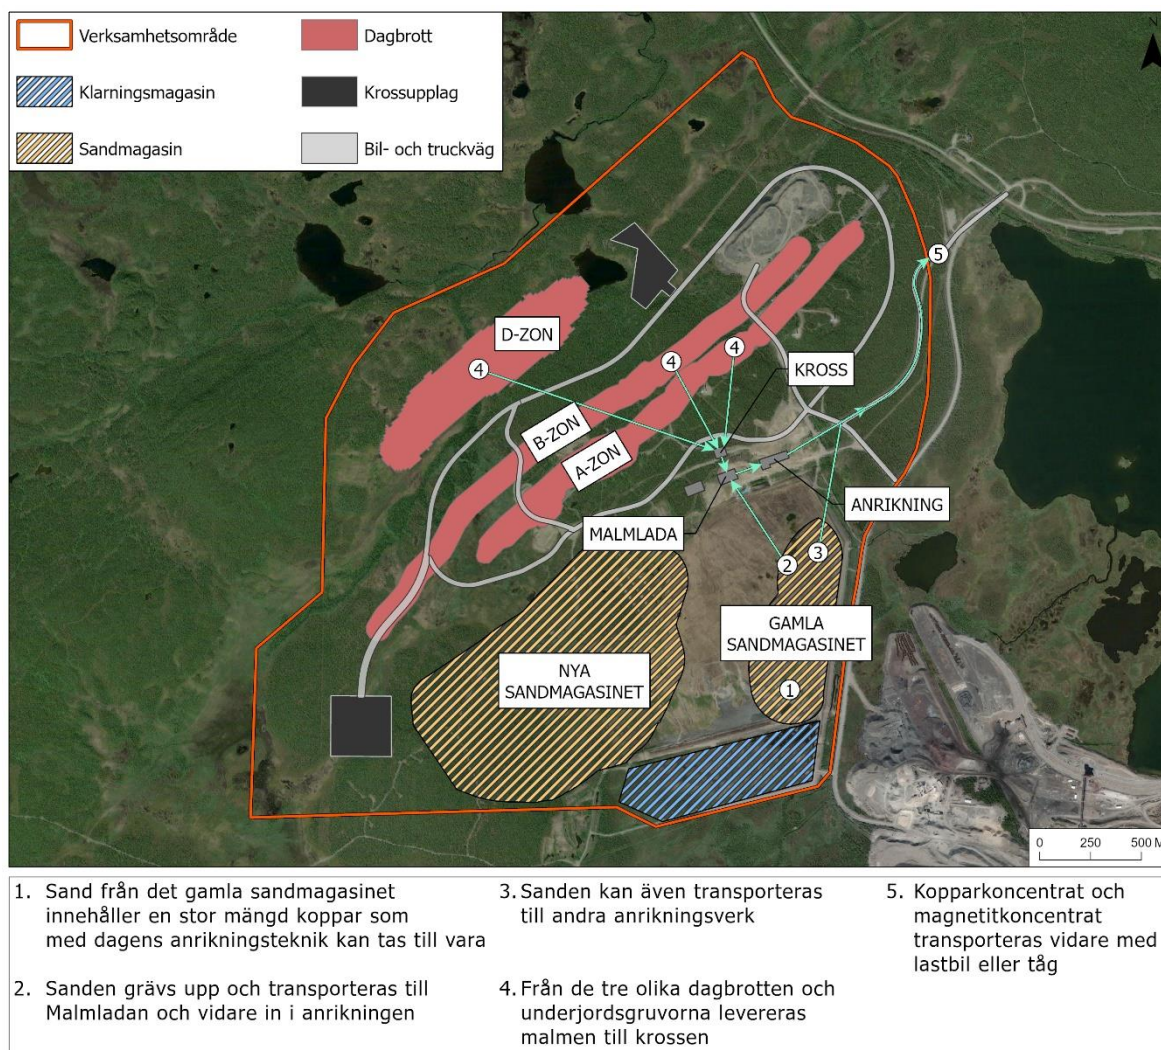 Verksamhetsområde
Dagbrott
Klarningsmagasin
Krossupplag
Sandmagasin
Bil- och truckväg
N
5
D-ZON
4
4
4
KROSS
B-ZON
A-ZON
ANRIKNING
MALMLADA
2
3
GAMLA
SANDMAGASINET
NYA
SANDMAGASINET
1
0 250 500 M
1. Sand från det gamla sandmagasinet
innehåller en stor mängd koppar som
med dagens anrikningsteknik kan tas till vara
2. Sanden grävs upp och transporteras till
Malmladan och vidare in i anrikningen
3. Sanden kan även transporteras
till andra anrikningsverk
4. Från de tre olika dagbrotten och
underjordsgruvorna levereras
malmen till krossen
5. Kopparkoncentrat och
magnetitkoncentrat
transporteras vidare med
lastbil eller tåg